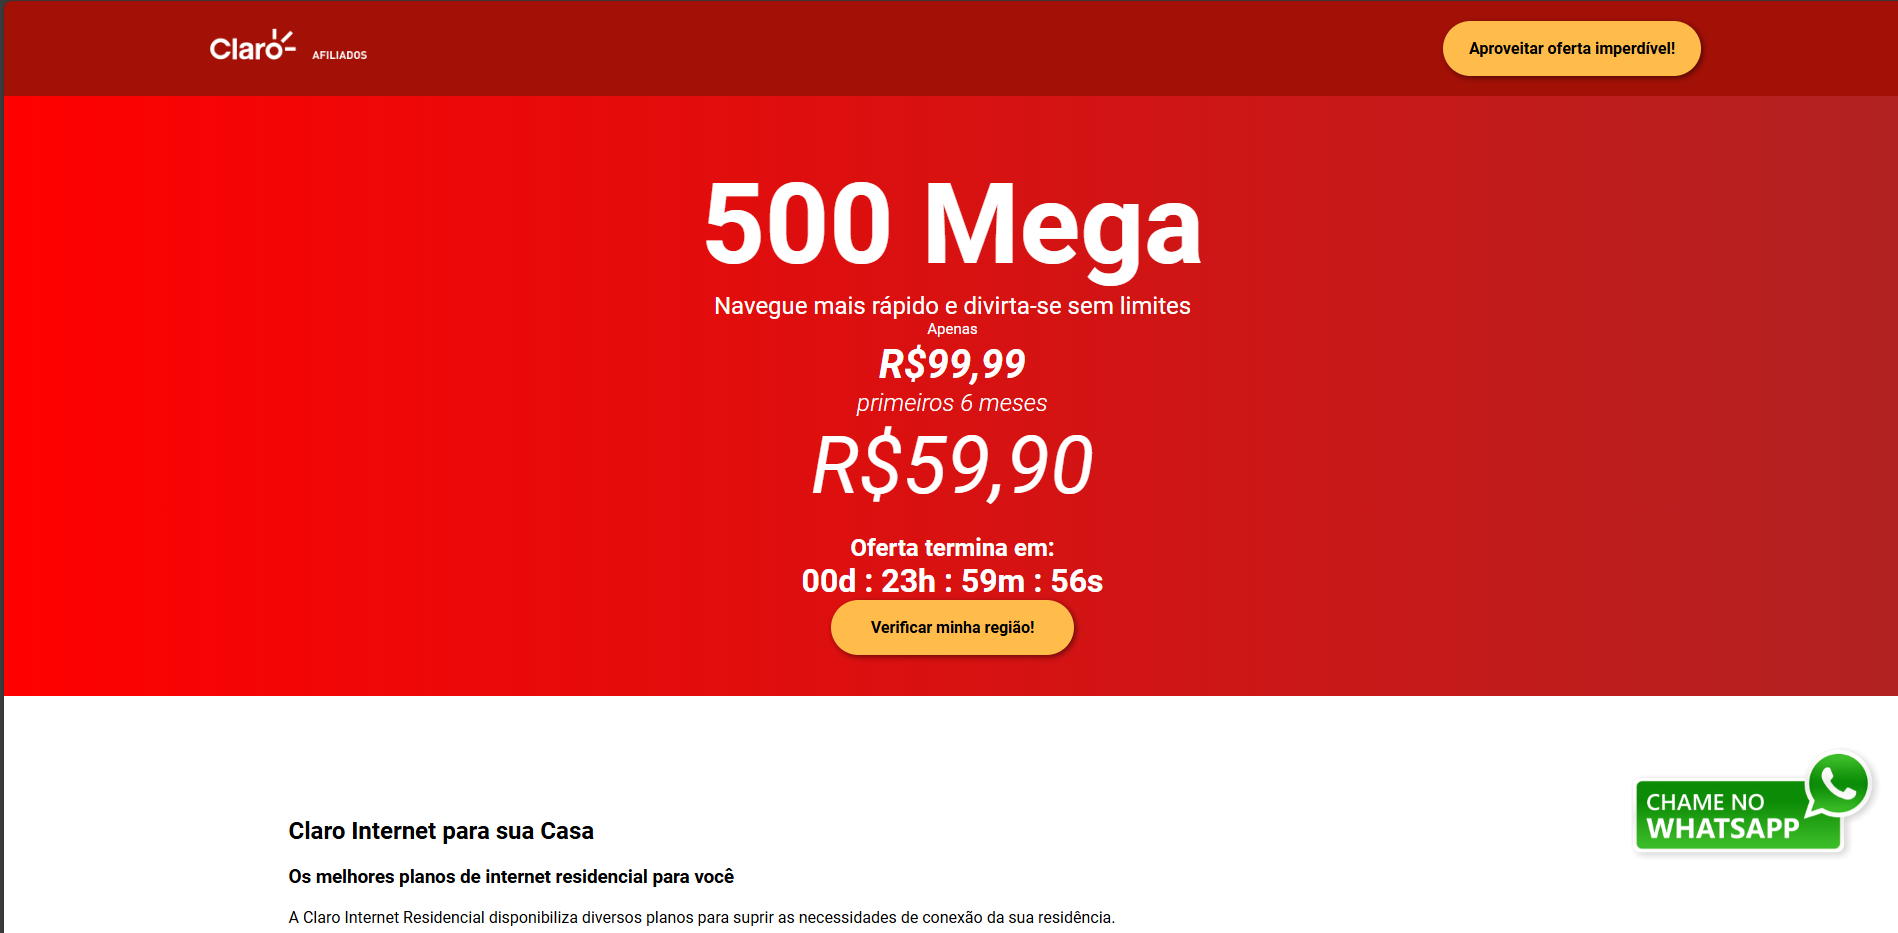 Claro AFILIADOS
Aproveitar oferta imperdível!
500 Mega
Navegue mais rápido e divirta-se sem limites
Apenas
R$99,99
primeiros 6 meses
R$59,90
Oferta termina em:
00d : 23h : 59m : 56s
Verificar minha região!
CHAME NO
WHATSAPP
Claro Internet para sua Casa
Os melhores planos de internet residencial para você
A Claro Internet Residencial disponibiliza diversos planos para suprir as necessidades de conexão da sua residência.